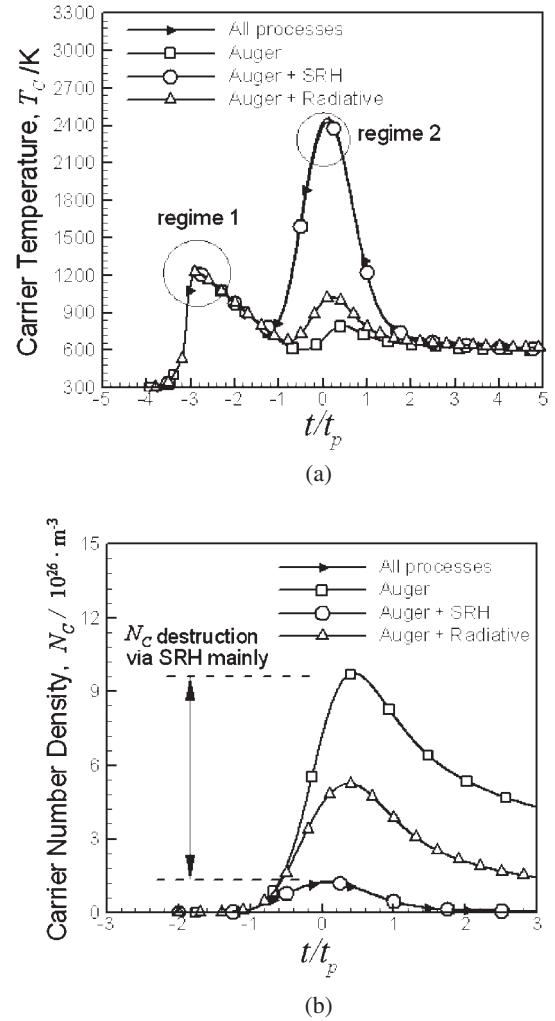 3300
3000
2700
2400
2100
1800
1500
1200
900
600
300
Carrier Temperature, T_C /K
All processes
Auger
Auger + SRH
Auger + Radiative
regime 1
regime 2
-5 -4 -3 -2 -1 0 1 2 3 4 5
t/t_p
(a)
15
12
9
6
3
0
Carrier Number Density, N_C / 10^26 · m^-3
All processes
Auger
Auger + SRH
Auger + Radiative
N_C destruction
via SRH mainly
-3 -2 -1 0 1 2 3
t/t_p
(b)